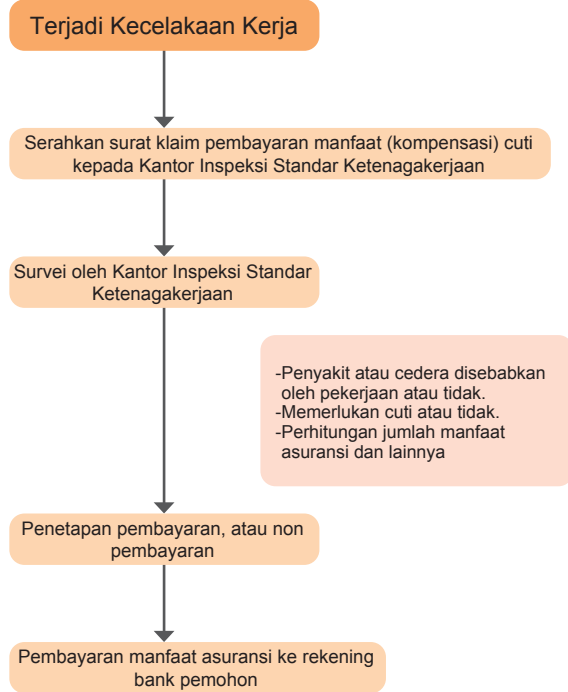 Terjadi Kecelakaan Kerja
Serahkan surat klaim pembayaran manfaat (kompensasi) cuti
kepada Kantor Inspeksi Standar Ketenagakerjaan
Survei oleh Kantor Inspeksi Standar
Ketenagakerjaan
-Penyakit atau cedera disebabkan
oleh pekerjaan atau tidak.
-Memerlukan cuti atau tidak.
-Perhitungan jumlah manfaat
asuransi dan lainnya
Penetapan pembayaran, atau non
pembayaran
Pembayaran manfaat asuransi ke rekening
bank pemohon